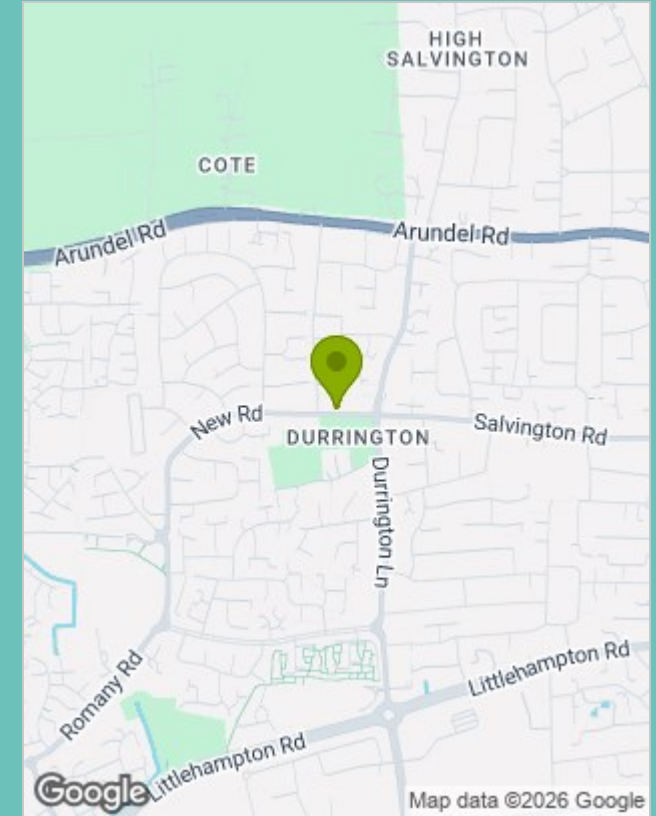 HIGH
SALVINGTON
COTE
Arundel Rd
Arundel Rd
New Rd
Salvington Rd
DURRINGTON
Durrington Ln
Romany Rd
Littlehampton Rd
Littlehampton Rd
Google
Map data ©2026 Google